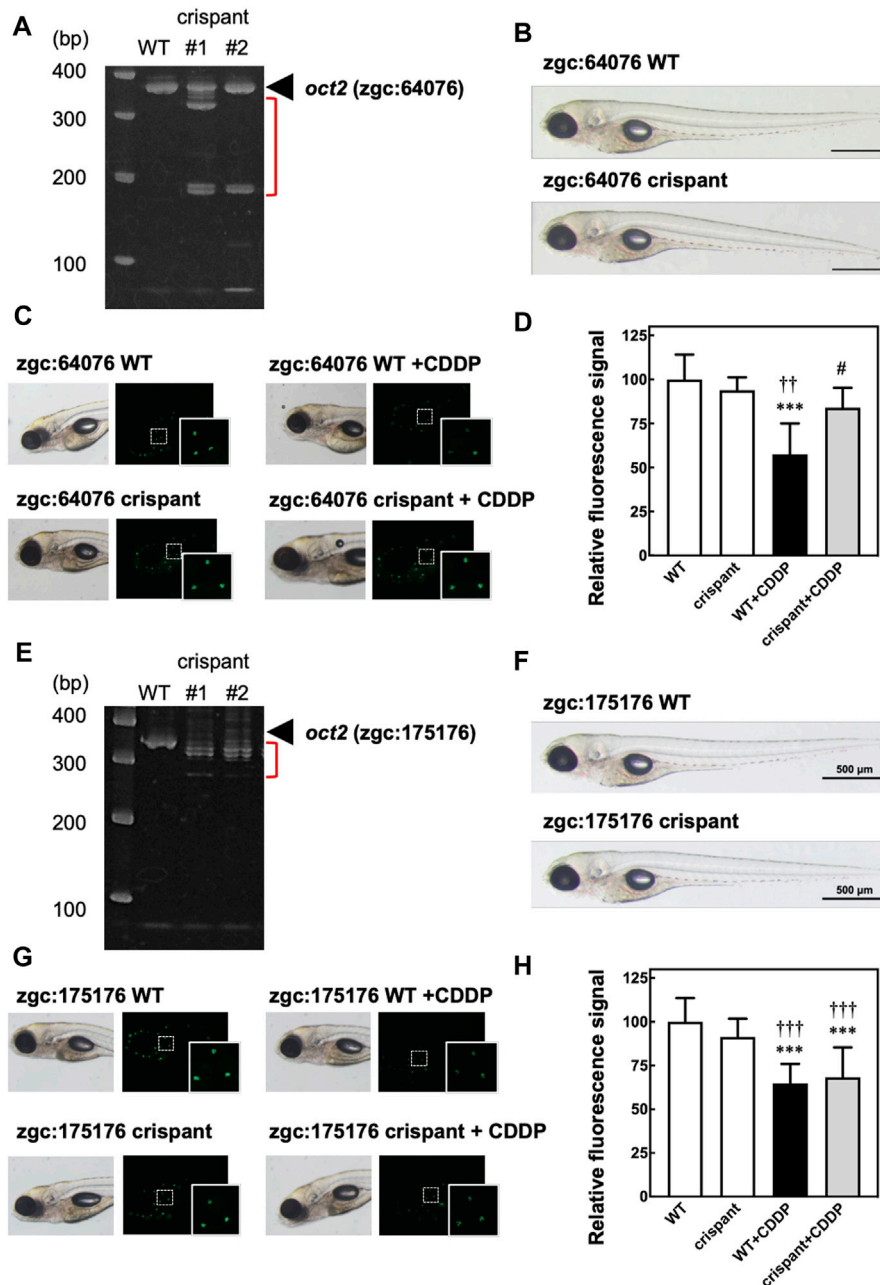 A
crispant
(bp)
WT #1 #2
400
300
200
100
oct2 (zgc:64076)
B
zgc:64076 WT
zgc:64076 crispant
C
zgc:64076 WT
zgc:64076 WT +CDDP
zgc:64076 crispant
zgc:64076 crispant + CDDP
D
Relative fluorescence signal
125
100
75
50
25
0
††
***
#
WT
crispant
WT+CDDP
crispant+CDDP
E
crispant
(bp)
WT #1 #2
400
300
200
100
oct2 (zgc:175176)
F
zgc:175176 WT
500 μm
zgc:175176 crispant
500 μm
G
zgc:175176 WT
zgc:175176 WT +CDDP
zgc:175176 crispant
zgc:175176 crispant + CDDP
H
Relative fluorescence signal
125
100
75
50
25
0
†††
***
†††
***
WT
crispant
WT+CDDP
crispant+CDDP